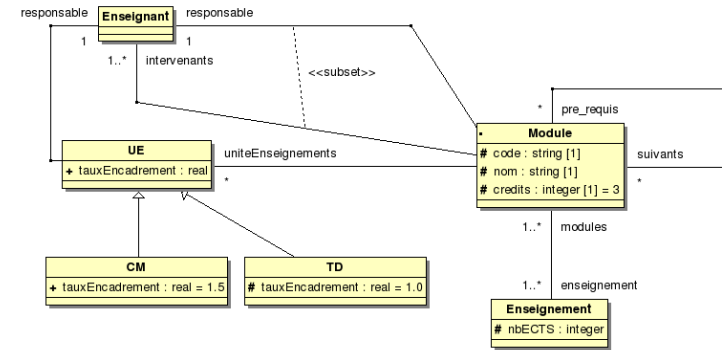 responsable
Enseignant
responsable
1
1
1..*
intervenants
<<subset>>
*
pre_requis
Module
# code : string [1]
# nom : string [1]
# credits : integer [1] = 3
UE
+ tauxEncadrement : real
uniteEnseignements
*
suivants
*
1..*
modules
CM
+ tauxEncadrement : real = 1.5
TD
# tauxEncadrement : real = 1.0
1..*
enseignement
Enseignement
# nbECTS : integer